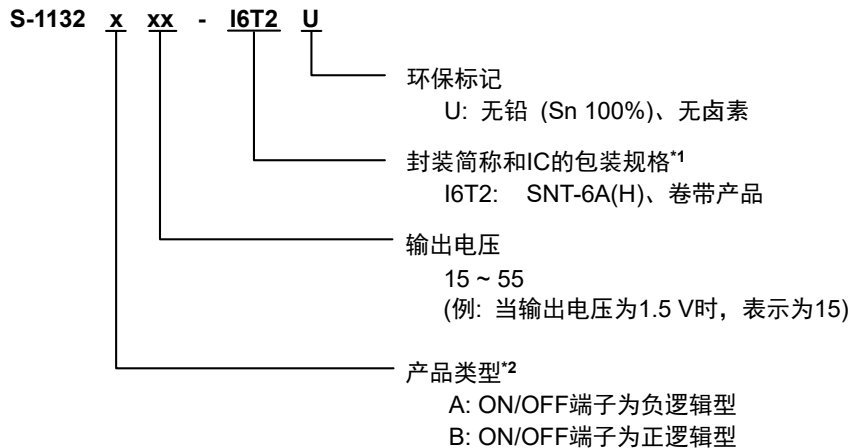 S-1132 x xx - I6T2 U
环保标记
U: 无铅 (Sn 100%)、无卤素
封装简称和IC的包装规格*1
I6T2: SNT-6A(H)、卷带产品
输出电压
15 ~ 55
(例: 当输出电压为1.5 V时，表示为15)
产品类型*2
A: ON/OFF端子为负逻辑型
B: ON/OFF端子为正逻辑型